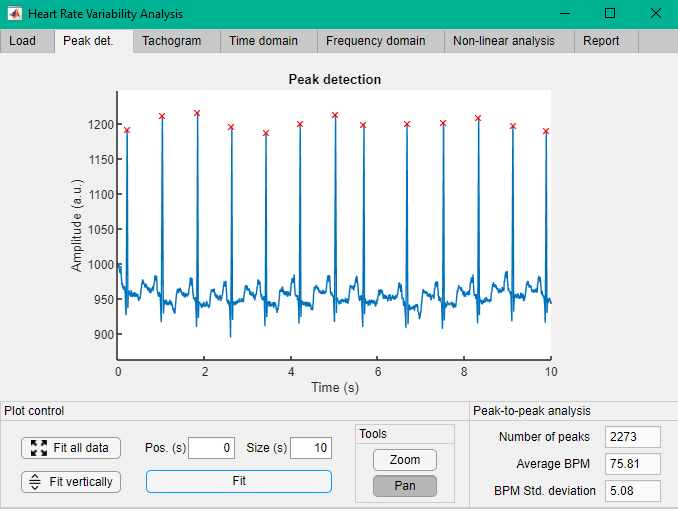 Heart Rate Variability Analysis
Load Peak det. Tachogram Time domain Frequency domain Non-linear analysis Report
Peak detection
Amplitude (a.u.)
1200
1150
1100
1050
1000
950
900
0 2 4 6 8 10
Time (s)
Plot control
Fit all data
Fit vertically
Pos. (s) 0 Size (s) 10
Fit
Tools
Zoom
Pan
Peak-to-peak analysis
Number of peaks 2273
Average BPM 75.81
BPM Std. deviation 5.08